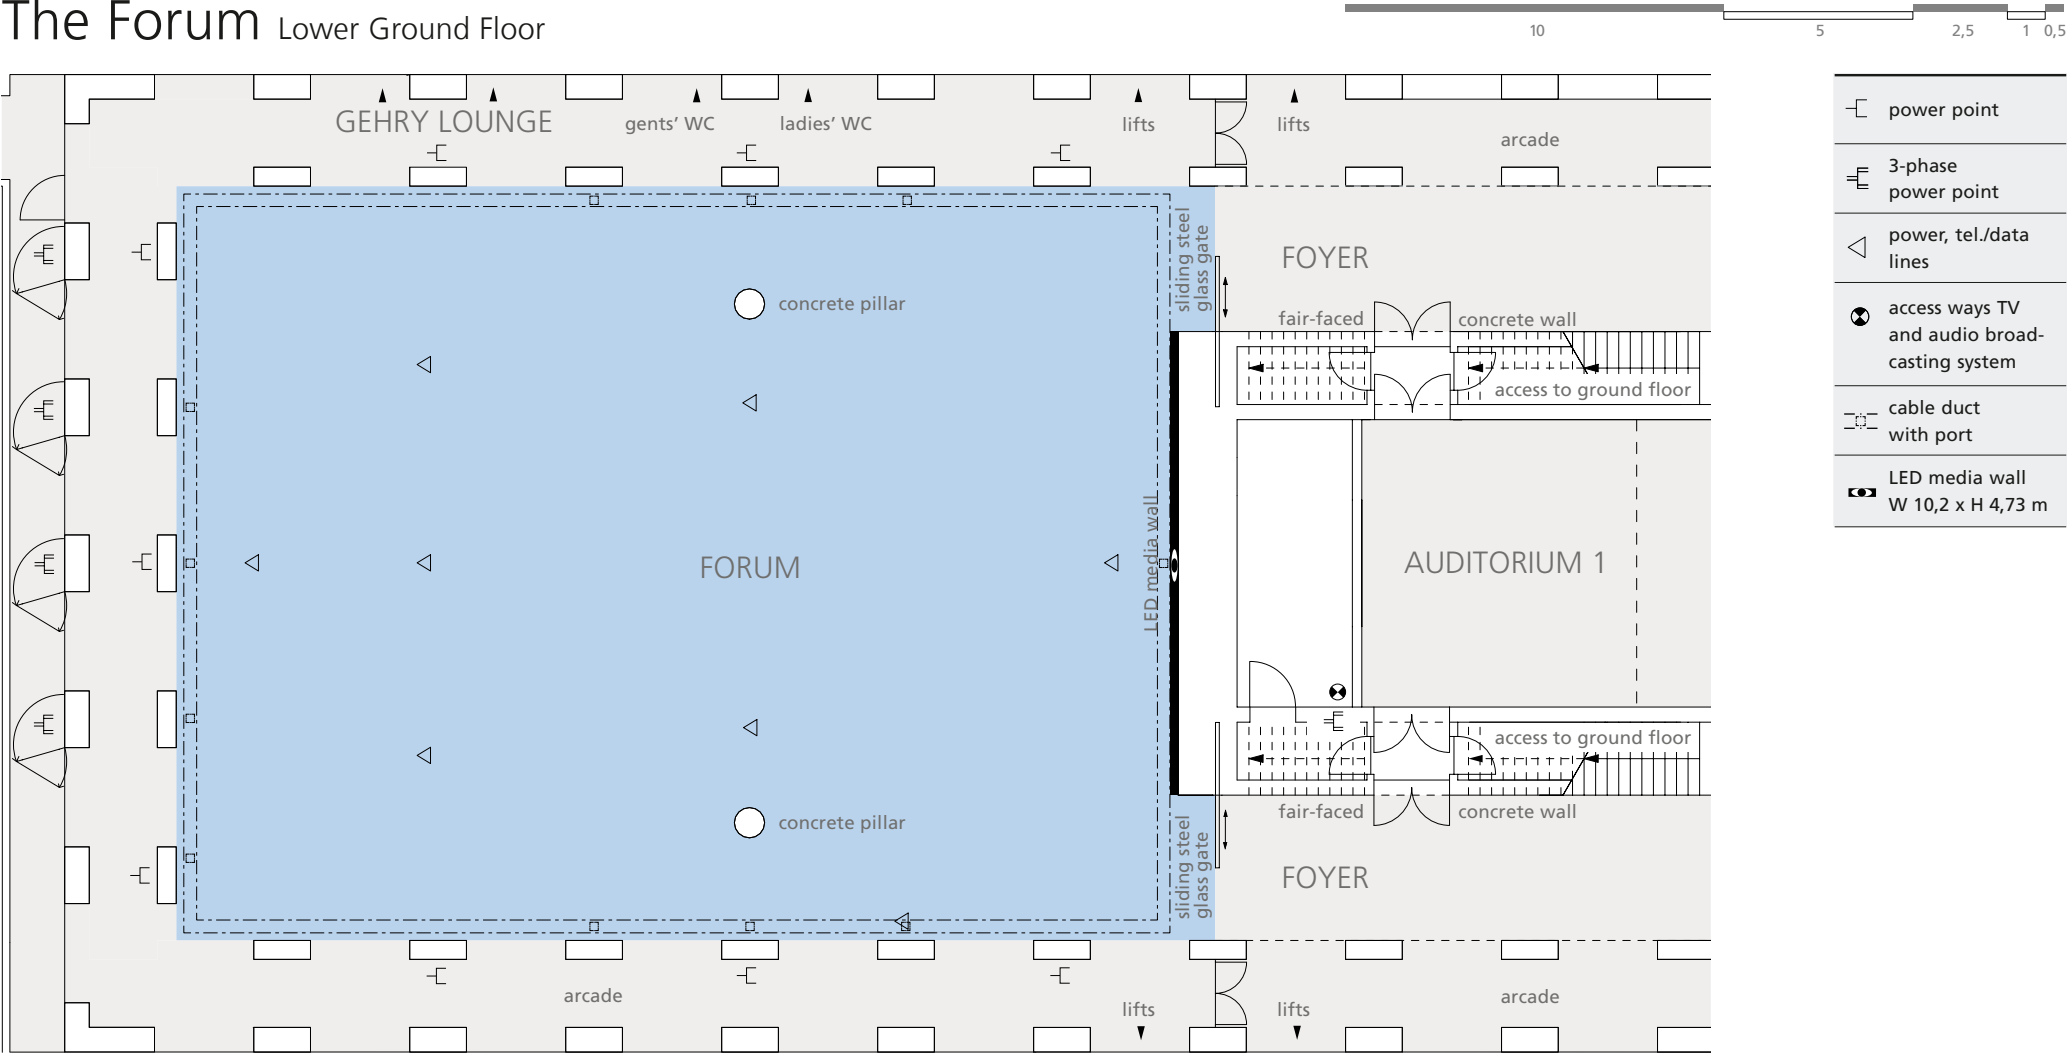 The Forum Lower Ground Floor
10
5
2,5
1
0,5
GEHRY LOUNGE
gents' WC
ladies' WC
lifts
lifts
arcade
sliding steel
glass gate
FOYER
concrete pillar
fair-faced
concrete wall
access to ground floor
LED media wall
FORUM
AUDITORIUM 1
access to ground floor
concrete pillar
fair-faced
concrete wall
sliding steel
glass gate
FOYER
arcade
lifts
lifts
arcade
power point
3-phase
power point
power, tel./data
lines
access ways TV
and audio broad-
casting system
cable duct
with port
LED media wall
W 10,2 x H 4,73 m